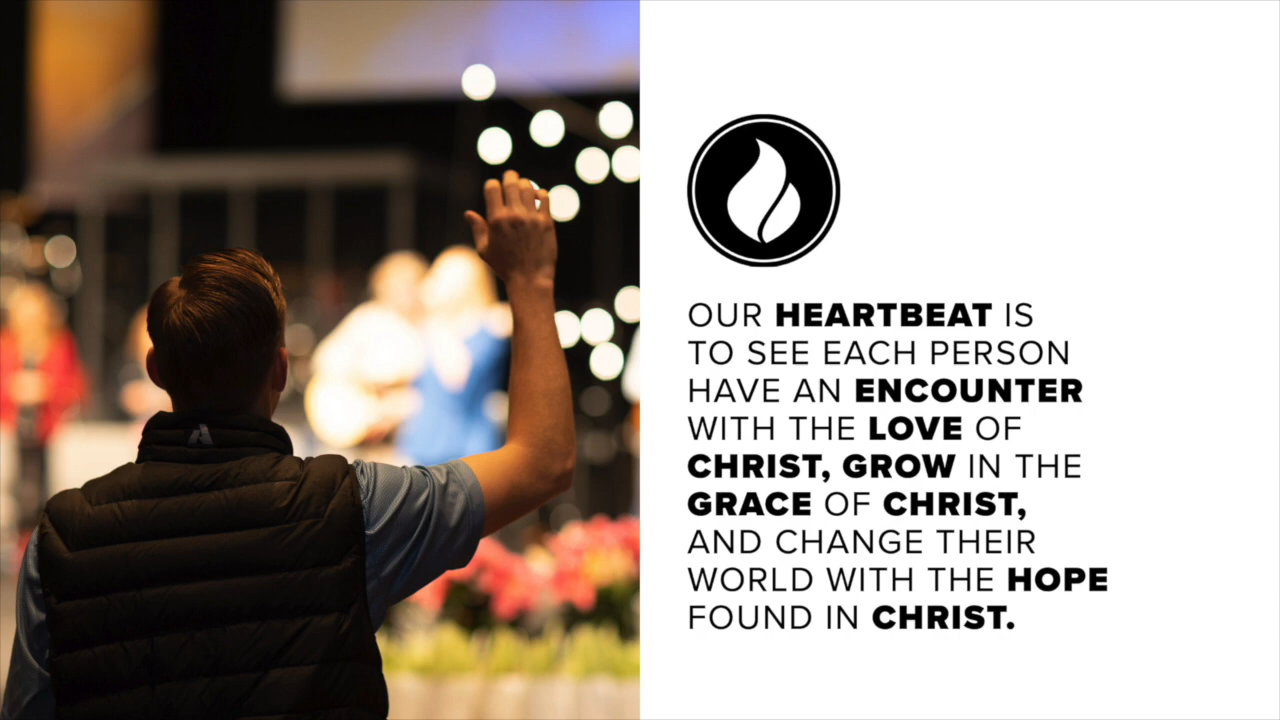 OUR HEARTBEAT IS
TO SEE EACH PERSON
HAVE AN ENCOUNTER
WITH THE LOVE OF
CHRIST, GROW IN THE
GRACE OF CHRIST,
AND CHANGE THEIR
WORLD WITH THE HOPE
FOUND IN CHRIST.